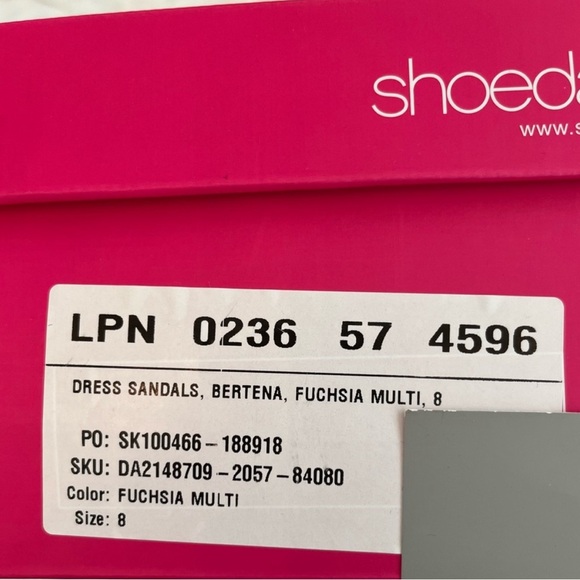 shoeda
www.s
LPN 0236 57 4596
DRESS SANDALS, BERTENA, FUCHSIA MULTI, 8
PO: SK100466-188918
SKU: DA2148709-2057-84080
Color: FUCHSIA MULTI
Size: 8